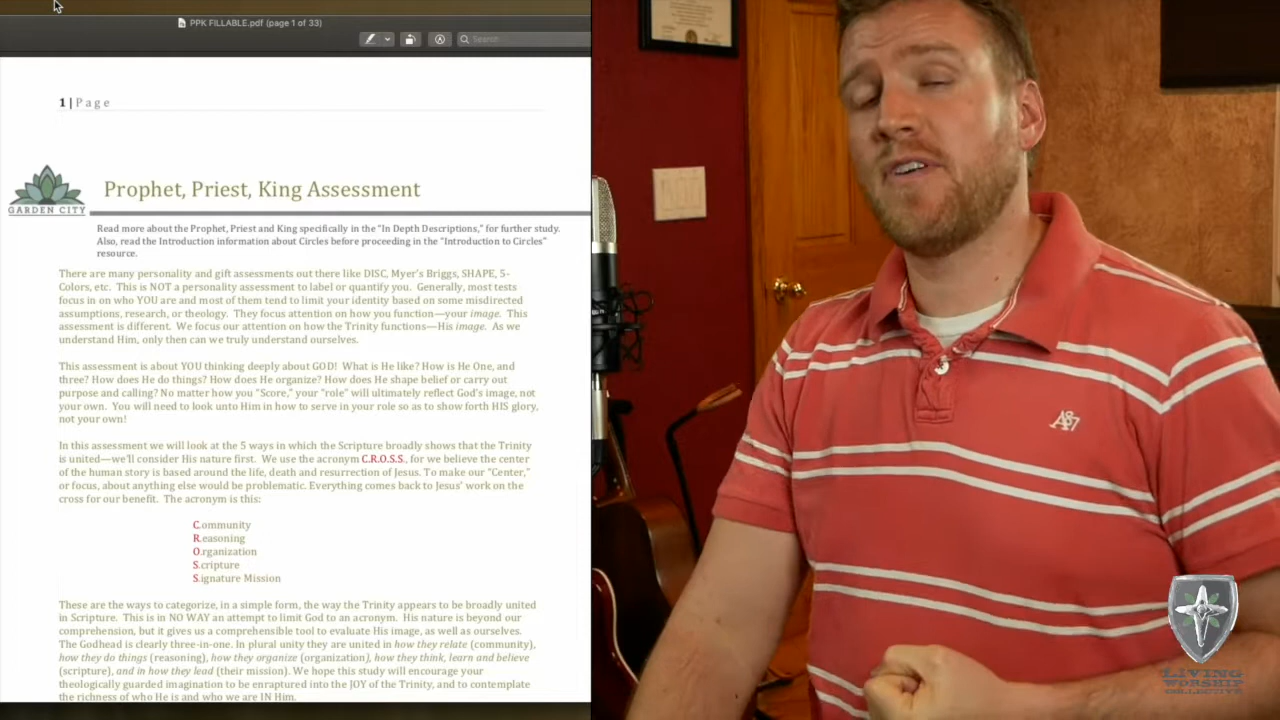 PPK FILLABLE.pdf (page 1 of 33)
Search
1 | Page
GARDEN CITY
Prophet, Priest, King Assessment
Read more about the Prophet, Priest and King specifically in the "In Depth Descriptions," for further study.
Also, read the Introduction information about Circles before proceeding in the "Introduction to Circles"
resource.
There are many personality and gift assessments out there like DISC, Myer's Briggs, SHAPE, 5-
Colors, etc. This is NOT a personality assessment to label or quantify you. Generally, most tests
focus in on who YOU are and most of them tend to limit your identity based on some misdirected
assumptions, research, or theology. They focus attention on how you function—your image. This
assessment is different. We focus our attention on how the Trinity functions—His image. As we
understand Him, only then can we truly understand ourselves.
This assessment is about YOU thinking deeply about GOD! What is He like? How is He One, and
three? How does He do things? How does He organize? How does He shape belief or carry out
purpose and calling? No matter how you "Score," your "role" will ultimately reflect God's image, not
your own. You will need to look unto Him in how to serve in your role so as to show forth HIS glory,
not your own!
In this assessment we will look at the 5 ways in which the Scripture broadly shows that the Trinity
is united—we'll consider His nature first. We use the acronym C.R.O.S.S., for we believe the center
of the human story is based around the life, death and resurrection of Jesus. To make our "Center,"
or focus, about anything else would be problematic. Everything comes back to Jesus' work on the
cross for our benefit. The acronym is this:
C.ommunity
R.easoning
O.rganization
S.cripture
S.ignature Mission
These are the ways to categorize, in a simple form, the way the Trinity appears to be broadly united
in Scripture. This is in NO WAY an attempt to limit God to an acronym. His nature is beyond our
comprehension, but it gives us a comprehensible tool to evaluate His image, as well as ourselves.
The Godhead is clearly three-in-one. In plural unity they are united in how they relate (community),
how they do things (reasoning), how they organize (organization), how they think, learn and believe
(scripture), and in how they lead (their mission). We hope this study will encourage your
theologically guarded imagination to be enraptured into the JOY of the Trinity, and to contemplate
the richness of who He is and who we are IN Him.
A87
LIVING
WORSHIP
COLLECTIVE